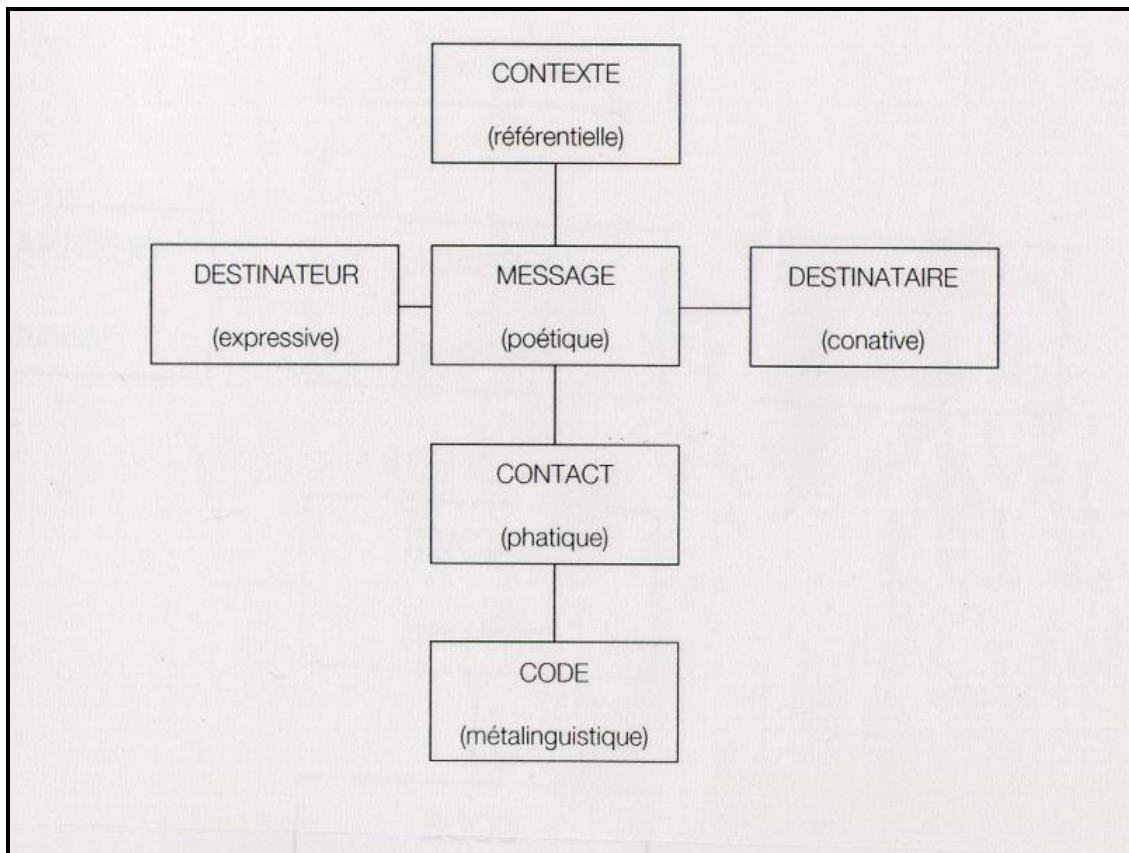 CONTEXTE
(référentielle)
DESTINATEUR
(expressive)
MESSAGE
(poétique)
DESTINATAIRE
(conative)
CONTACT
(phatique)
CODE
(métalinguistique)